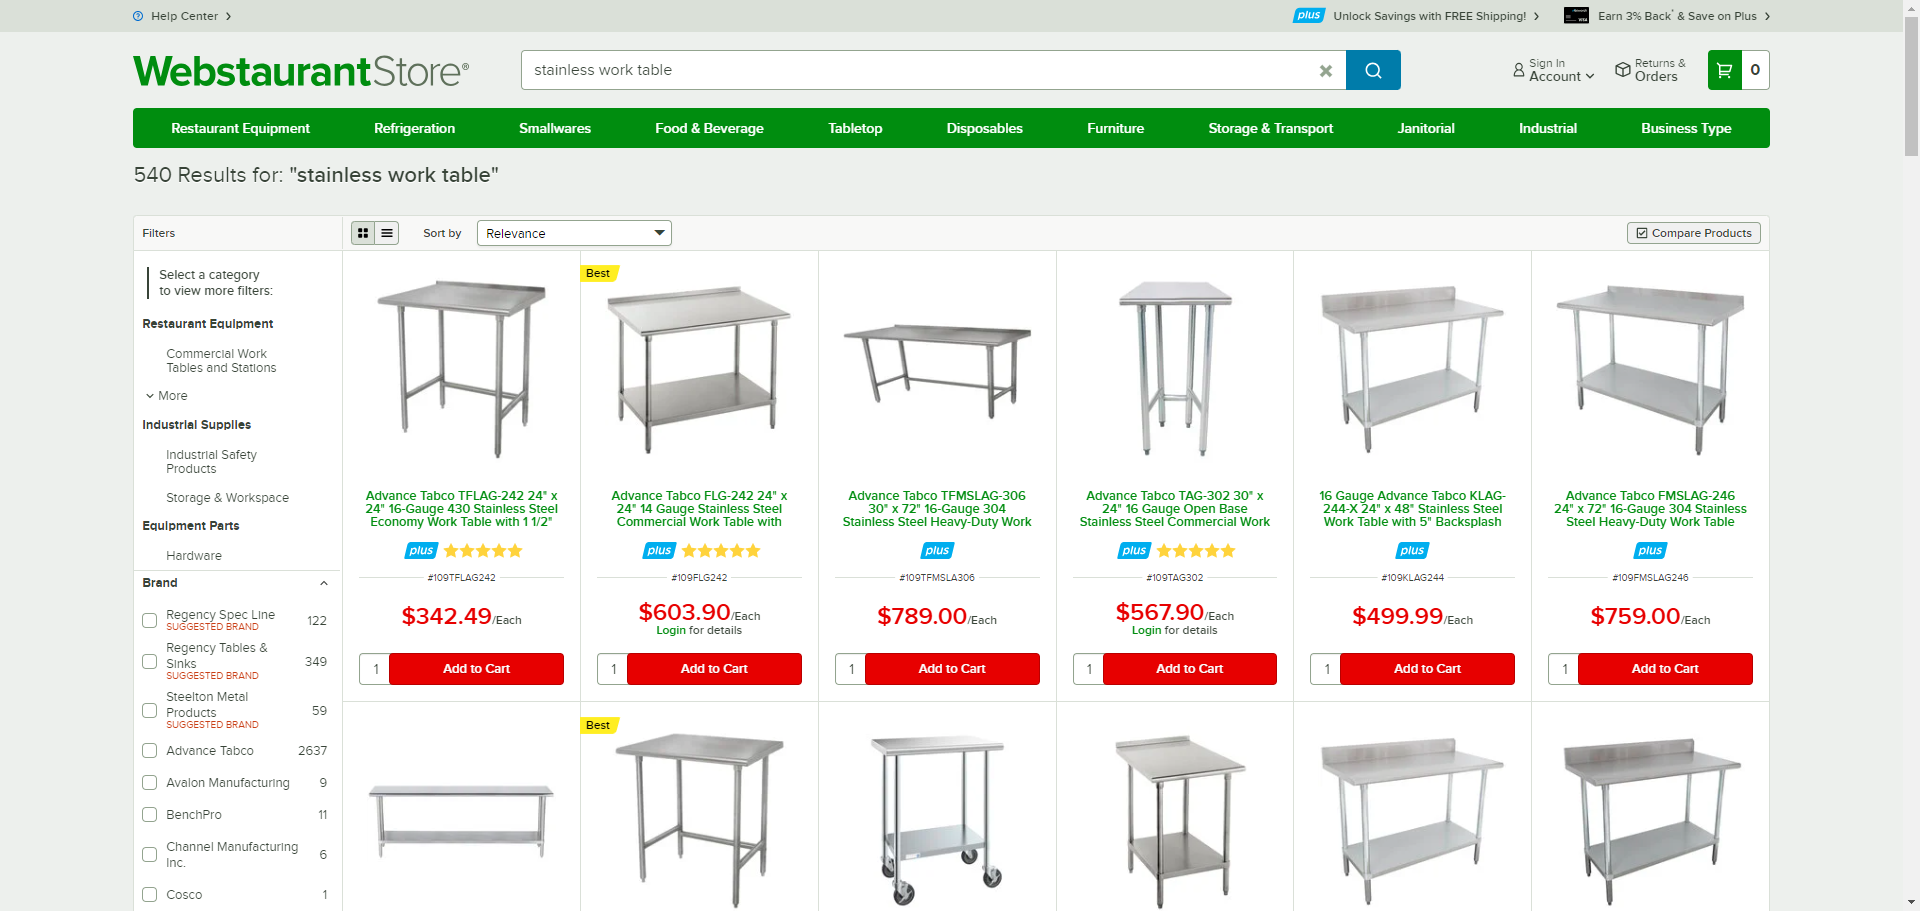 Help Center
plus Unlock Savings with FREE Shipping!
Earn 3% Back* & Save on Plus
WebstaurantStore®
stainless work table
Sign In
Account
Returns &
Orders
0
Restaurant Equipment Refrigeration Smallwares Food & Beverage Tabletop Disposables Furniture Storage & Transport Janitorial Industrial Business Type
540 Results for: "stainless work table"
Filters
Sort by Relevance
Compare Products
Select a category
to view more filters:
Restaurant Equipment
Commercial Work
Tables and Stations
More
Industrial Supplies
Industrial Safety
Products
Storage & Workspace
Equipment Parts
Hardware
Brand
Regency Spec Line 122
SUGGESTED BRAND
Regency Tables &
Sinks 349
SUGGESTED BRAND
Steelton Metal
Products 59
SUGGESTED BRAND
Advance Tabco 2637
Avalon Manufacturing 9
BenchPro 11
Channel Manufacturing
Inc. 6
Cosco 1
Advance Tabco TFLAG-242 24" x
24" 16-Gauge 430 Stainless Steel
Economy Work Table with 1 1/2"
plus
#109TFLAG242
$342.49/Each
1 Add to Cart
Best
Advance Tabco FLG-242 24" x
24" 14 Gauge Stainless Steel
Commercial Work Table with
plus
#109FLG242
$603.90/Each
Login for details
1 Add to Cart
Advance Tabco TFMSLAG-306
30" x 72" 16-Gauge 304
Stainless Steel Heavy-Duty Work
plus
#109TFMSLA306
$789.00/Each
1 Add to Cart
Advance Tabco TAG-302 30" x
24" 16 Gauge Open Base
Stainless Steel Commercial Work
plus
#109TAG302
$567.90/Each
Login for details
1 Add to Cart
16 Gauge Advance Tabco KLAG-
244-X 24" x 48" Stainless Steel
Work Table with 5" Backsplash
plus
#109KLAG244
$499.99/Each
1 Add to Cart
Advance Tabco FMSLAG-246
24" x 72" 16-Gauge 304 Stainless
Steel Heavy-Duty Work Table
plus
#109FMSLAG246
$759.00/Each
1 Add to Cart
Best